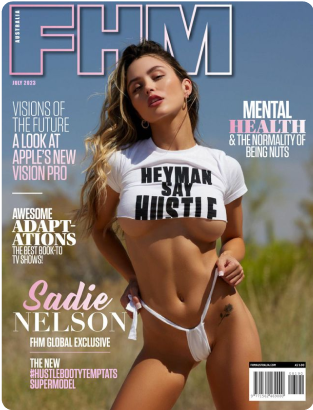 AUSTRALIA
FHM
JULY 2023
VISIONS OF
THE FUTURE
A LOOK AT
APPLE'S NEW
VISION PRO
MENTAL
HEALTH
& THE NORMALITY OF
BEING NUTS
HEYMAN
SAY
HUSTLE
AWESOME
ADAPT-
ATIONS
THE BEST BOOK-TO
TV SHOWS!
Sadie
NELSON
FHM GLOBAL EXCLUSIVE
THE NEW
#HUSTLEBOOTYTEMPTATS
SUPERMODEL